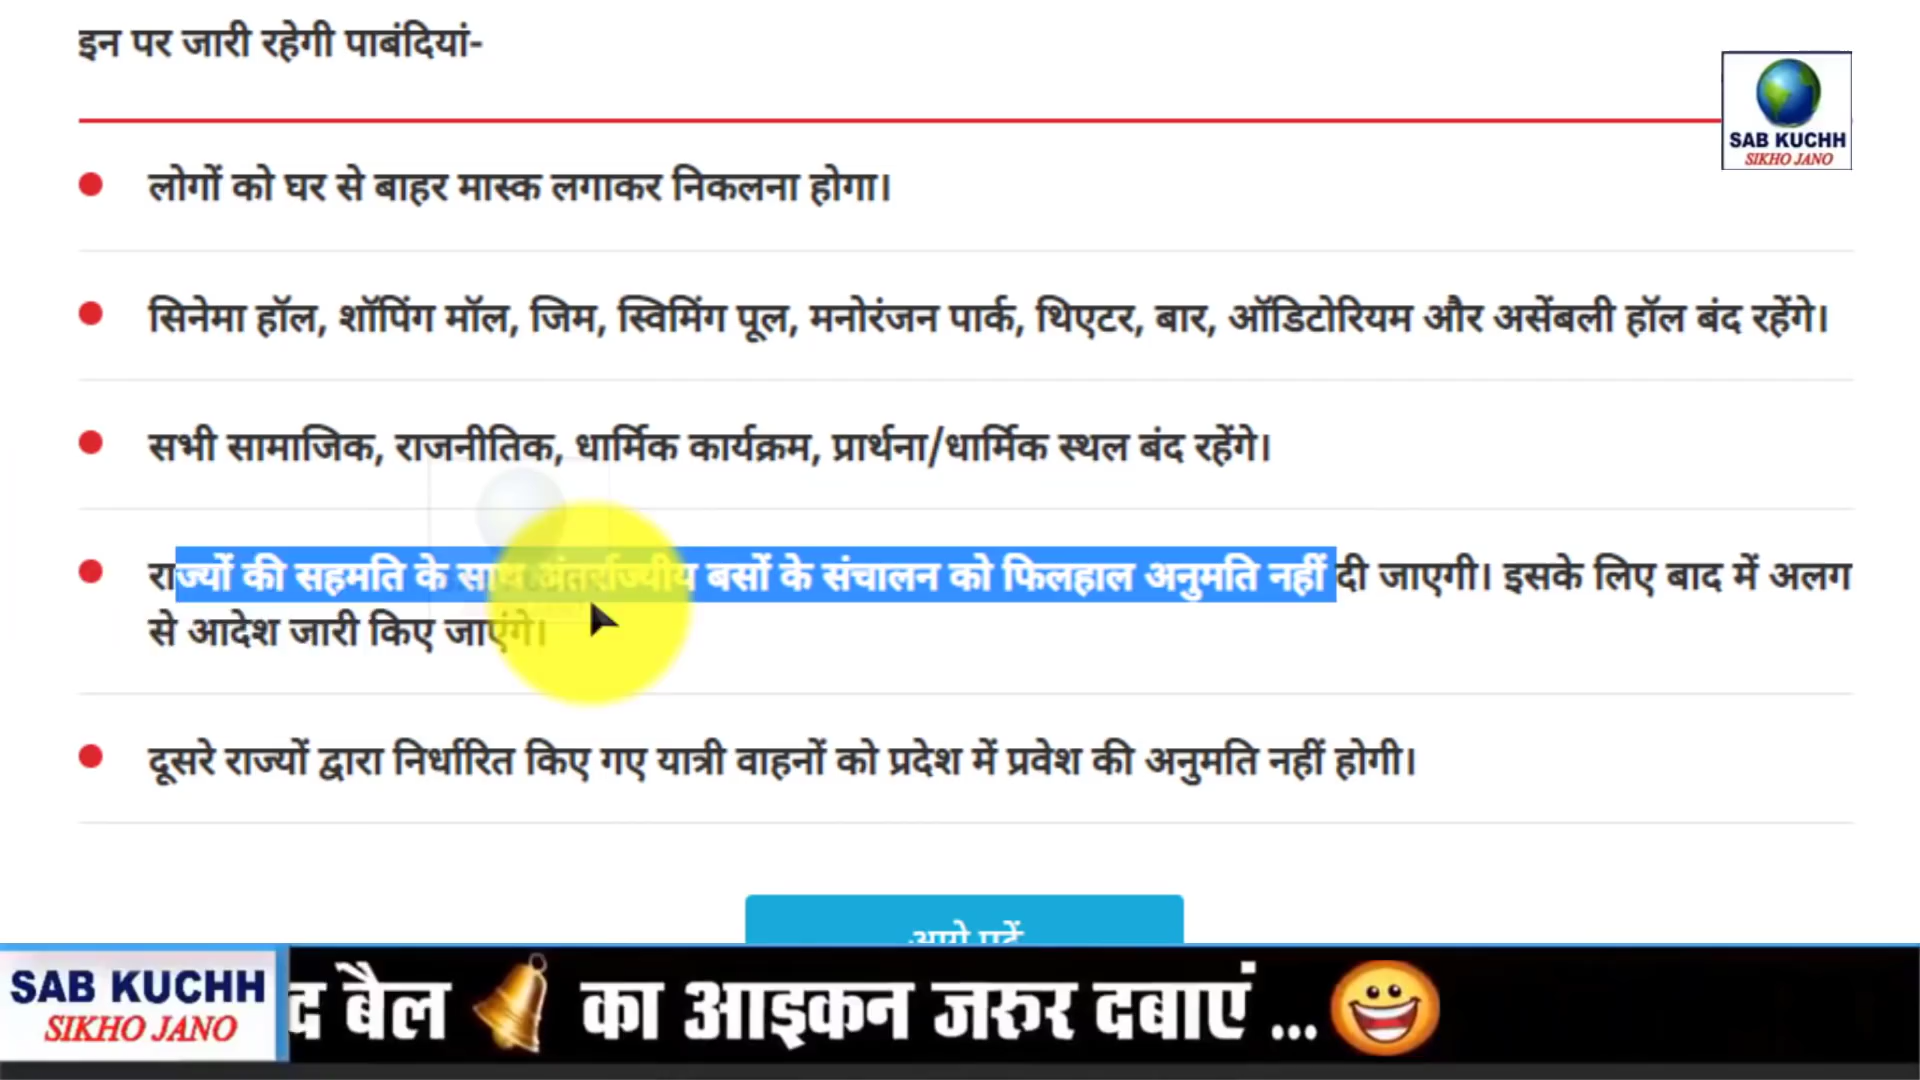 इन पर जारी रहेगी पाबंदियां-
SAB KUCHH
SIKHO JANO
लोगों को घर से बाहर मास्क लगाकर निकलना होगा।
सिनेमा हॉल, शॉपिंग मॉल, जिम, स्विमिंग पूल, मनोरंजन पार्क, थिएटर, बार, ऑडिटोरियम और असेंबली हॉल बंद रहेंगे।
सभी सामाजिक, राजनीतिक, धार्मिक कार्यक्रम, प्रार्थना/धार्मिक स्थल बंद रहेंगे।
राज्यों की सहमति के साथ अंतर्राज्यीय बसों के संचालन को फिलहाल अनुमति नहीं दी जाएगी। इसके लिए बाद में अलग
से आदेश जारी किए जाएंगे।
दूसरे राज्यों द्वारा निर्धारित किए गए यात्री वाहनों को प्रदेश में प्रवेश की अनुमति नहीं होगी।
आगे पढ़ें
SAB KUCHH
SIKHO JANO
द बैल का आइकन जरुर दबाएं ...